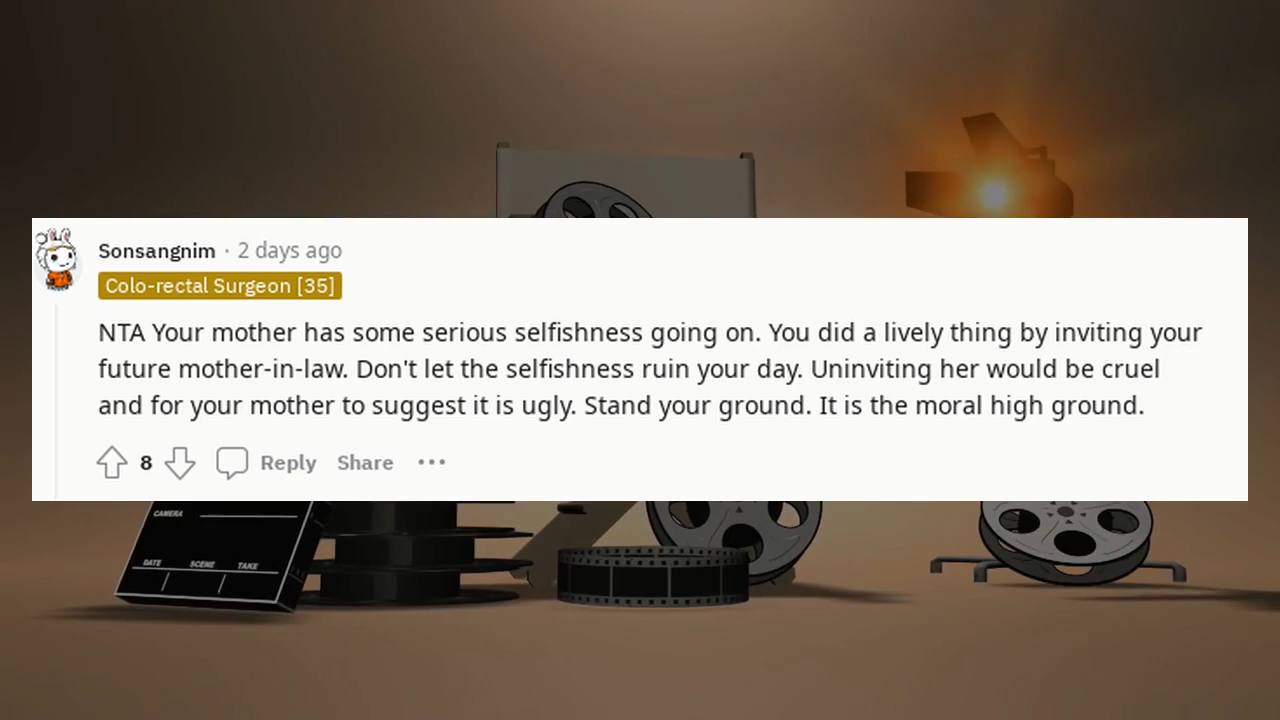 Sonsangnim · 2 days ago
Colo-rectal Surgeon [35]
NTA Your mother has some serious selfishness going on. You did a lively thing by inviting your
future mother-in-law. Don't let the selfishness ruin your day. Uninviting her would be cruel
and for your mother to suggest it is ugly. Stand your ground. It is the moral high ground.
8 Reply Share ···
CAMERA
DATE SCENE TAKE